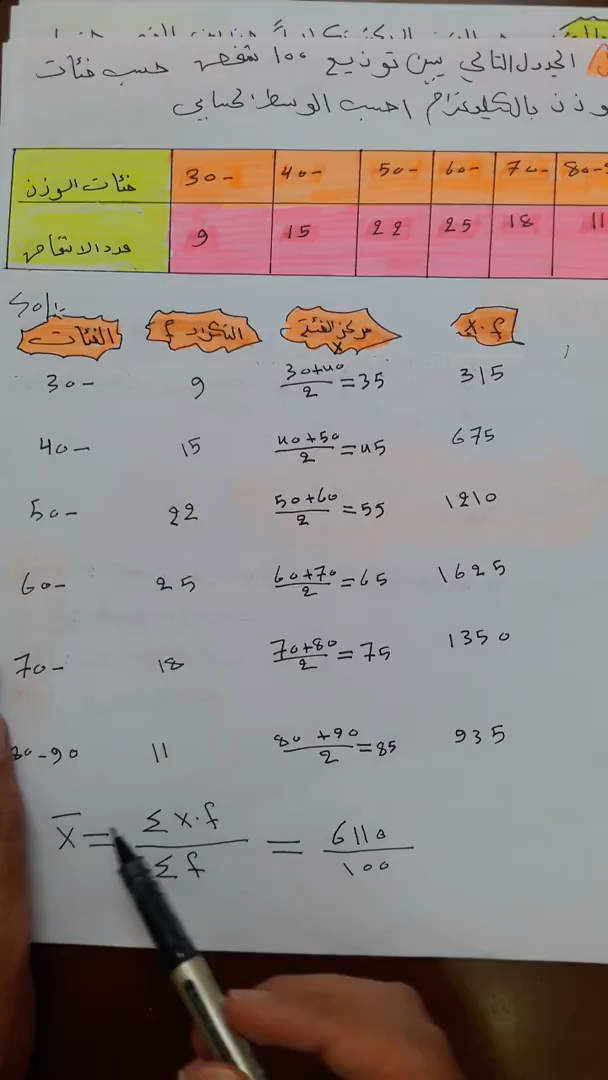 الجدول التالي يبين توزيع 100 شخص حسب فئات
وزن بالكيلوغرام احسب الوسط الحسابي
فئات الوزن 30- 40- 50- 60- 70- 80-
عدد الاشخاص 9 15 22 25 18 11
Sol/:
الفئات التكرار f مركز الفئة x x.f
30- 9 30+40/2 = 35 315
40- 15 40+50/2 = 45 675
50- 22 50+60/2 = 55 1210
60- 25 60+70/2 = 65 1625
70- 18 70+80/2 = 75 1350
80-90 11 80+90/2 = 85 935
x̄ = Σx.f/Σf = 6110/100